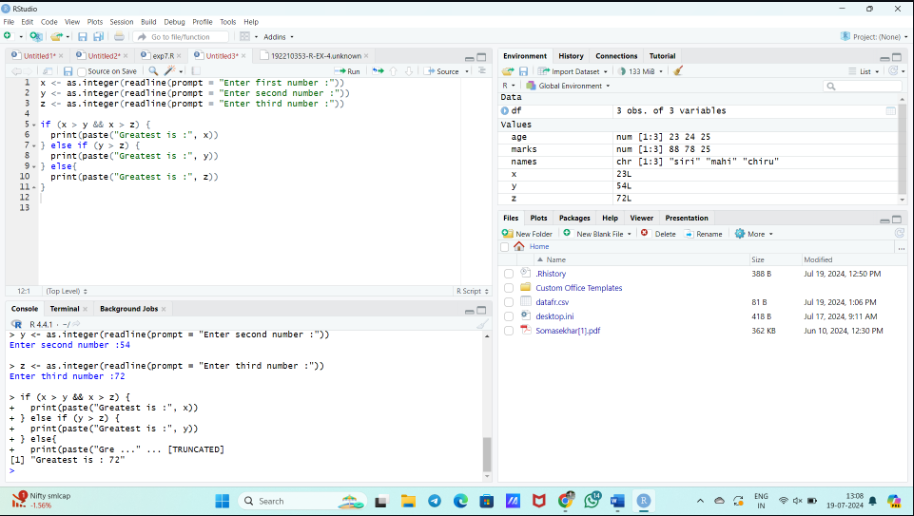 RStudio
File Edit Code View Plots Session Build Debug Profile Tools Help
Go to file/function
Addins
Project: (None)
Untitled1*
Untitled2*
exp7.R
Untitled3*
192210353-R-EX-4.unknown
Source on Save
Run
Source
1 x <- as.integer(readline(prompt = "Enter first number :"))
2 y <- as.integer(readline(prompt = "Enter second number :"))
3 z <- as.integer(readline(prompt = "Enter third number :"))
4
5 if (x > y && x > z) {
6 print(paste("Greatest is :", x))
7 } else if (y > z) {
8 print(paste("Greatest is :", y))
9 } else{
10 print(paste("Greatest is :", z))
11 }
12
13
12:1 (Top Level) R Script
Console Terminal Background Jobs
R 4.4.1 · ~/
> y <- as.integer(readline(prompt = "Enter second number :"))
Enter second number :54
> z <- as.integer(readline(prompt = "Enter third number :"))
Enter third number :72
> if (x > y && x > z) {
+ print(paste("Greatest is :", x))
+ } else if (y > z) {
+ print(paste("Greatest is :", y))
+ } else{
+ print(paste("Gre ..." ... [TRUNCATED]
[1] "Greatest is : 72"
>
Environment History Connections Tutorial
Import Dataset 133 MiB List
R Global Environment
Data
df 3 obs. of 3 variables
Values
age num [1:3] 23 24 25
marks num [1:3] 88 78 25
names chr [1:3] "siri" "mahi" "chiru"
x 23L
y 54L
z 72L
Files Plots Packages Help Viewer Presentation
New Folder New Blank File Delete Rename More
Home
Name Size Modified
.Rhistory 388 B Jul 19, 2024, 12:50 PM
Custom Office Templates
datafr.csv 81 B Jul 19, 2024, 1:06 PM
desktop.ini 418 B Jul 17, 2024, 9:11 AM
Somasekhar[1].pdf 362 KB Jun 10, 2024, 12:30 PM
Nifty smlcap
-1.56%
Search
ENG
IN
13:08
19-07-2024